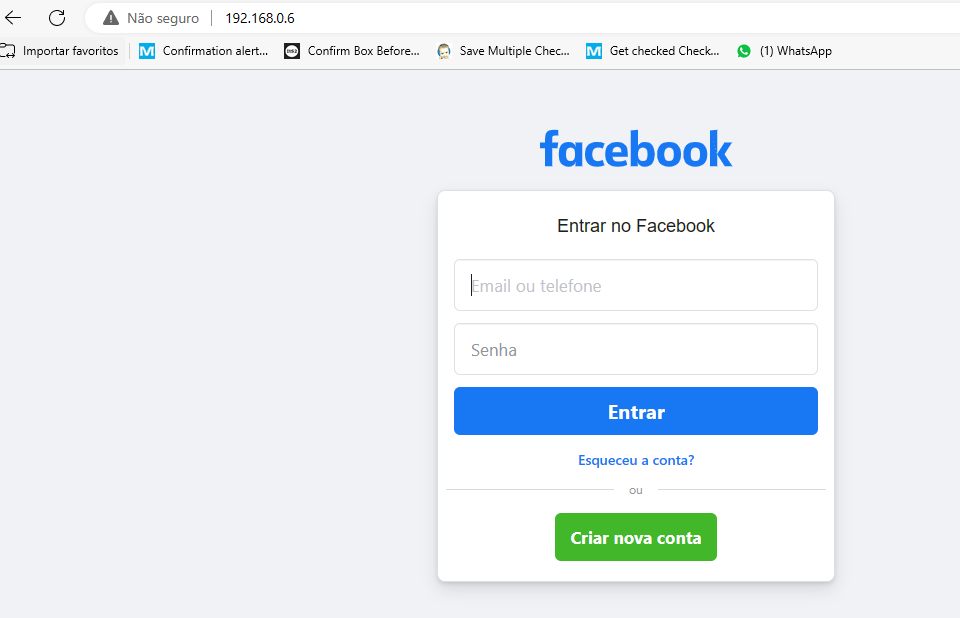 Não seguro 192.168.0.6
Importar favoritos M Confirmation alert... Confirm Box Before... Save Multiple Chec... M Get checked Check... (1) WhatsApp
facebook
Entrar no Facebook
Email ou telefone
Senha
Entrar
Esqueceu a conta?
ou
Criar nova conta